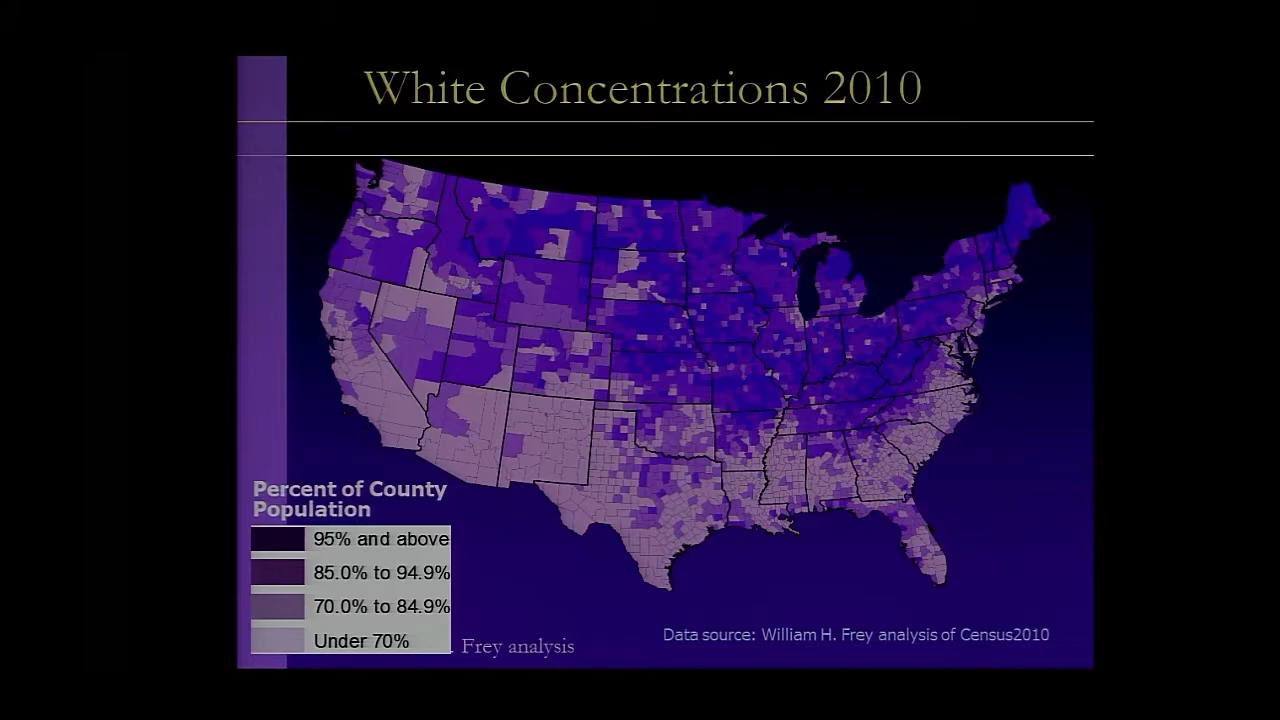 White Concentrations 2010
Percent of County
Population
95% and above
85.0% to 94.9%
70.0% to 84.9%
Under 70%
. Frey analysis
Data source: William H. Frey analysis of Census2010